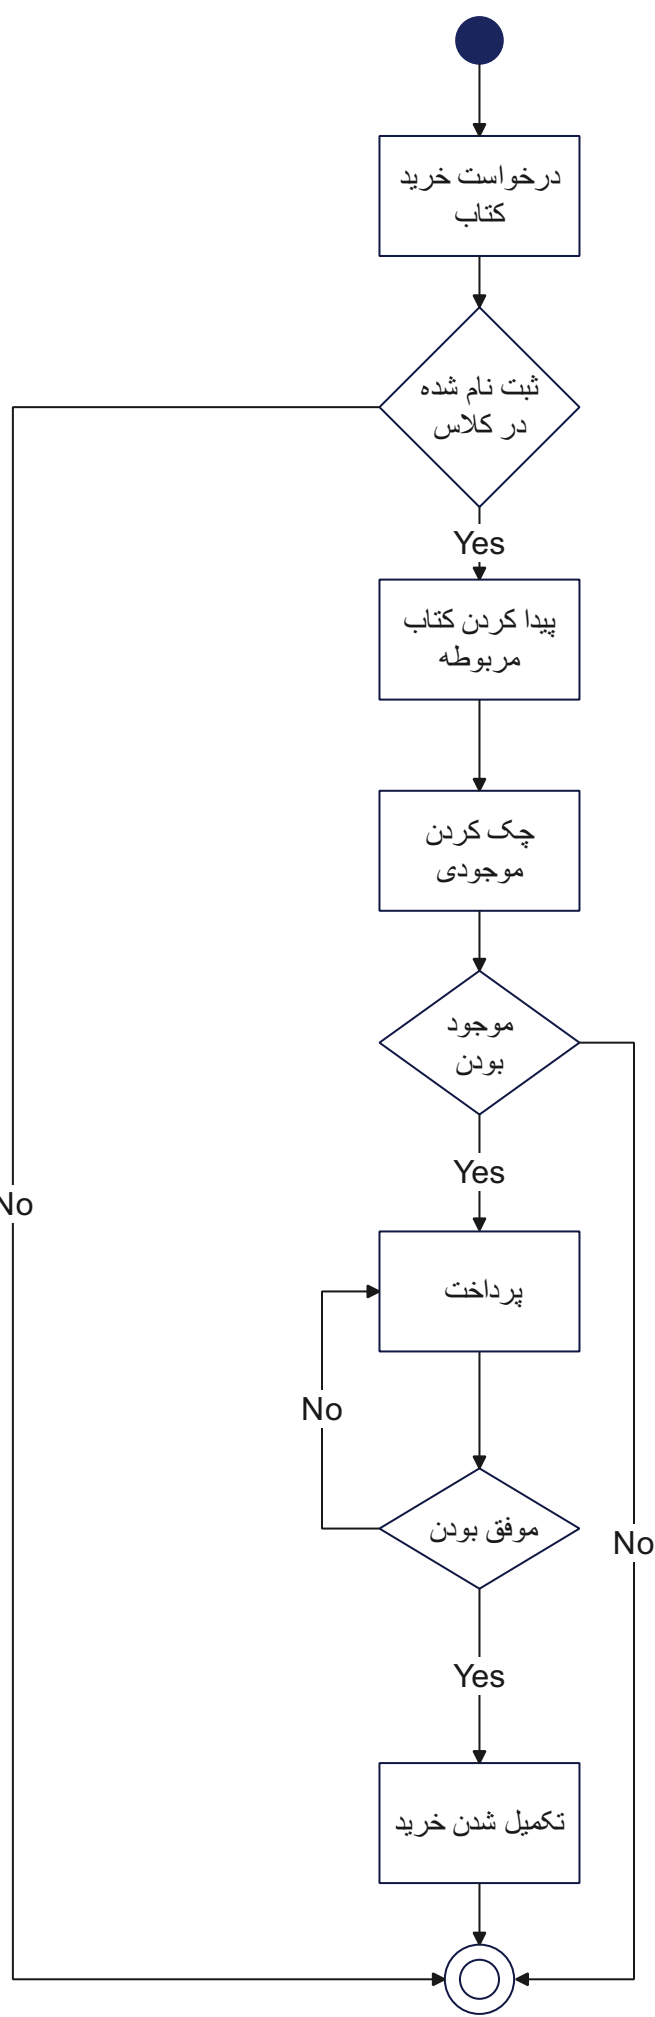 درخواست خرید
کتاب
ثبت نام شده
در کلاس
Yes
پیدا کردن کتاب
مربوطه
چک کردن
موجودی
موجود
بودن
Yes
No
پرداخت
No
موفق بودن
No
Yes
تکمیل شدن خرید